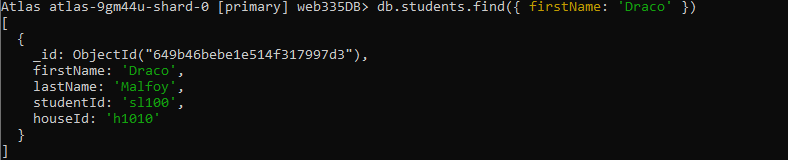 Atlas atlas-9gm44u-shard-0 [primary] web335DB> db.students.find({ firstName: 'Draco' })
[
  {
    _id: ObjectId("649b46bebe1e514f317997d3"),
    firstName: 'Draco',
    lastName: 'Malfoy',
    studentId: 'sl100',
    houseId: 'h1010'
  }
]